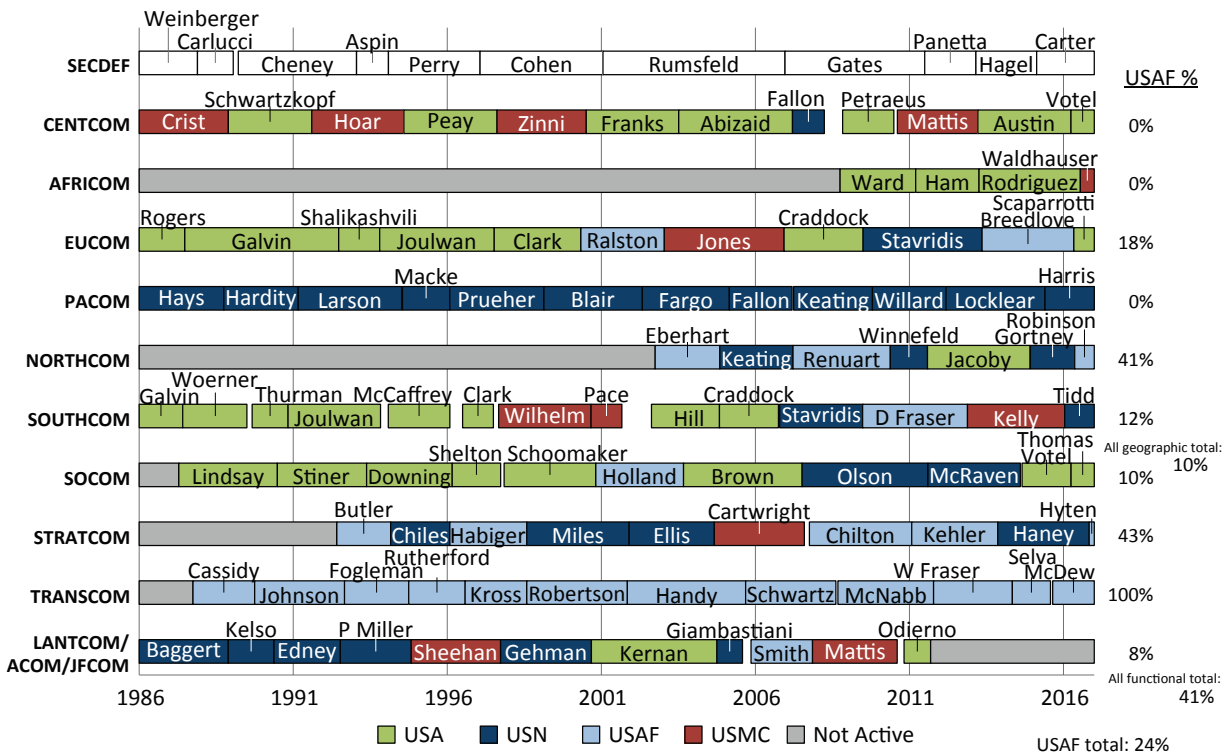 Weinberger
Carlucci Aspin Panetta Carter
SECDEF Cheney Perry Cohen Rumsfeld Gates Hagel
USAF %
Schwartzkopf Fallon Petraeus Votel
CENTCOM Crist Hoar Peay Zinni Franks Abizaid Mattis Austin 0%
Waldhauser
AFRICOM Ward Ham Rodriguez 0%
Scaparrotti
Rogers Shalikashvili Craddock Breedlove
EUCOM Galvin Joulwan Clark Ralston Jones Stavridis 18%
Macke Harris
PACOM Hays Hardity Larson Prueher Blair Fargo Fallon Keating Willard Locklear 0%
Robinson
Eberhart Winnefeld Gortney
NORTHCOM Keating Renuart Jacoby 41%
Woerner
Galvin Thurman McCaffrey Clark Pace Craddock Tidd
SOUTHCOM Joulwan Wilhelm Hill Stavridis D Fraser Kelly 12%
All geographic total:
10%
Thomas
Shelton Schoomaker Votel
SOCOM Lindsay Stiner Downing Holland Brown Olson McRaven 10%
Butler Cartwright Hyten
STRATCOM Chiles Habiger Miles Ellis Chilton Kehler Haney 43%
Rutherford Selva
Cassidy Fogleman W Fraser McDew
TRANSCOM Johnson Kross Robertson Handy Schwartz McNabb 100%
Kelso P Miller Giambastiani Odierno
LANTCOM/
ACOM/JFCOM Baggert Edney Sheehan Gehman Kernan Smith Mattis 8%
All functional total:
41%
1986 1991 1996 2001 2006 2011 2016
USA USN USAF USMC Not Active
USAF total: 24%